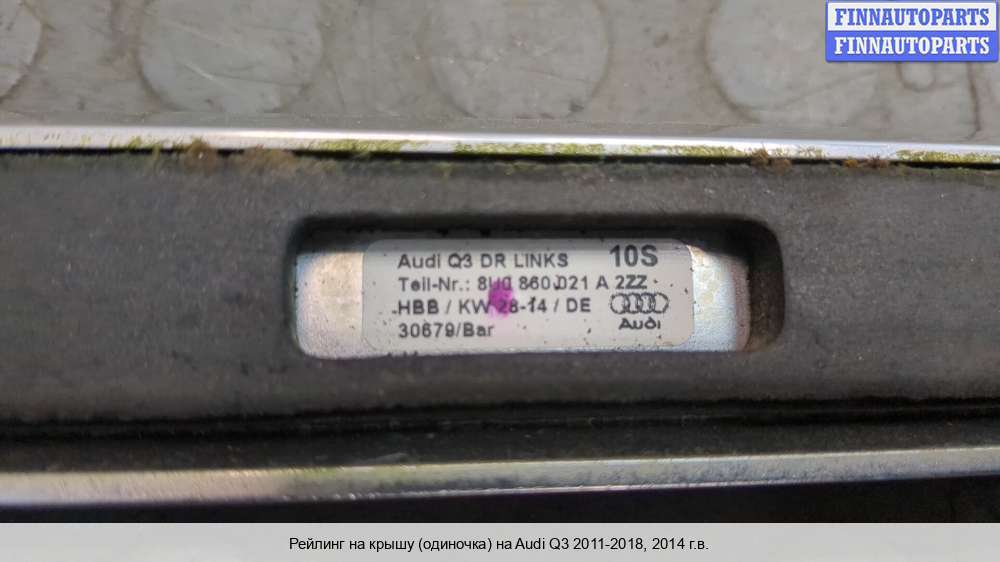 FINNAUTOPARTS
FINNAUTOPARTS
Audi Q3 DR LINKS 10S
Teil-Nr.: 8U0 860 021 A 2ZZ
HBB / KW 28-14 / DE
30679/Bar
Audi
Рейлинг на крышу (одиночка) на Audi Q3 2011-2018, 2014 г.в.